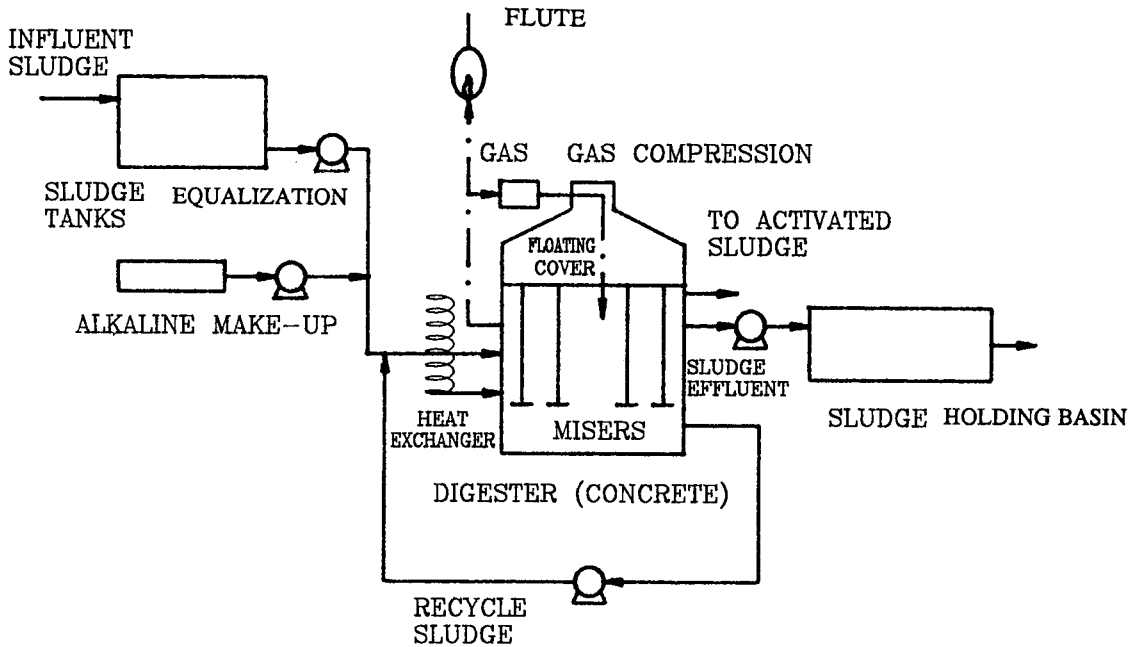 FLUTE
INFLUENT
SLUDGE
GAS
GAS COMPRESSION
SLUDGE
TANKS
EQUALIZATION
TO ACTIVATED
SLUDGE
FLOATING
COVER
ALKALINE MAKE-UP
SLUDGE
EFFLUENT
HEAT
EXCHANGER
MISERS
SLUDGE HOLDING BASIN
DIGESTER (CONCRETE)
RECYCLE
SLUDGE